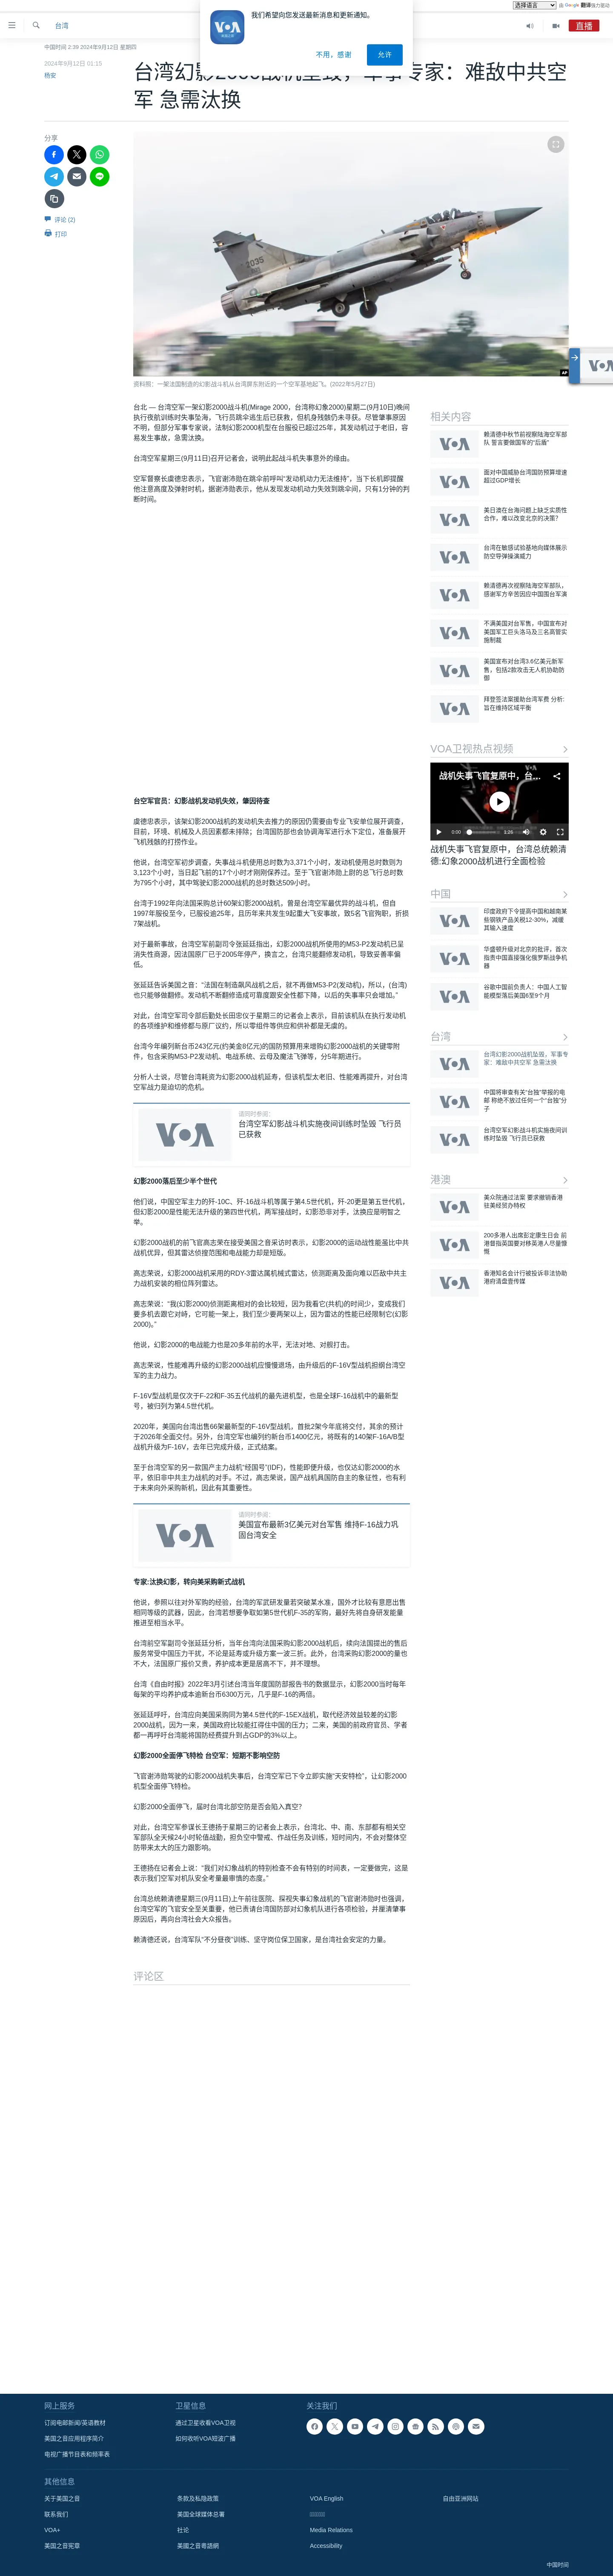 选择语言
由 Google 翻译强力驱动
我们希望向您发送最新消息和更新通知。
不用，感谢
允许
台湾
直播
中国时间 2:39 2024年9月12日 星期四
2024年9月12日 01:15
杨安
军事专家：难敌中共空
军 急需汰换
分享
评论 (2)
打印
AP
资料照：一架法国制造的幻影战斗机从台湾屏东附近的一个空军基地起飞。(2022年5月27日)
台北 — 台湾空军一架幻影2000战斗机(Mirage 2000，台湾称幻象2000)星期二(9月10日)晚间
执行夜航训练时失事坠海，飞行员跳伞逃生后已获救，但机身残骸仍未寻获。尽管肇事原因
不明，但部分军事专家说，法制幻影2000机型在台服役已超过25年，其发动机过于老旧，容
易发生事故，急需汰换。
台湾空军星期三(9月11日)召开记者会，说明此起战斗机失事意外的缘由。
空军督察长虞德忠表示，飞官谢沛勋在跳伞前呼叫“发动机动力无法维持”，当下长机即提醒
他注意高度及弹射时机，据谢沛勋表示，他从发现发动机动力失效到跳伞间，只有1分钟的判
断时间。
台空军官员：幻影战机发动机失效，肇因待查
虞德忠表示，该架幻影2000战机的发动机失去推力的原因仍需要由专业飞安单位展开调查，
目前，环境、机械及人员因素都未排除；台湾国防部也会协调海军进行水下定位，准备展开
飞机残骸的打捞作业。
他说，台湾空军初步调查，失事战斗机使用总时数为3,371个小时，发动机使用总时数则为
3,123个小时，当日起飞前的17个小时才刚刚保养过。至于飞官谢沛勋上尉的总飞行总时数
为795个小时，其中驾驶幻影2000战机的总时数达509小时。
台湾于1992年向法国采购总计60架幻影2000战机，曾是台湾空军最优异的战斗机，但自
1997年服役至今，已服役逾25年，且历年来共发生9起重大飞安事故，致5名飞官殉职，折损
7架战机。
对于最新事故，台湾空军前副司令张延廷指出，幻影2000战机所使用的M53-P2发动机已呈
消失性商源，因法国原厂已于2005年停产，换言之，台湾只能翻修发动机，导致妥善率偏
低。
张延廷告诉美国之音：“法国在制造飙风战机之后，就不再做M53-P2(发动机)，所以，(台湾)
也只能够做翻修。发动机不断翻修造成可靠度跟安全性都下降，以后的失事率只会增加。”
对此，台湾空军司令部后勤处长田忠仪于星期三的记者会上表示，目前该机队在执行发动机
的各项维护和维修都与原厂议约，所以零组件等供应和供补都是无虞的。
台湾今年编列新台币243亿元(约美金8亿元)的国防预算用来增购幻影2000战机的关键零附
件，包含采购M53-P2发动机、电战系统、云母及魔法飞弹等，分5年期进行。
分析人士说，尽管台湾耗资为幻影2000战机延寿，但该机型太老旧、性能难再提升，对台湾
空军战力是迫切的危机。
请同时参阅：
台湾空军幻影战斗机实施夜间训练时坠毁 飞行员
已获救
幻影2000落后至少半个世代
他们说，中国空军主力的歼-10C、歼-16战斗机等属于第4.5世代机，歼-20更是第五世代机，
但幻影2000是性能无法升级的第四世代机，两军接战时，幻影恐非对手，汰换应是明智之
举。
幻影2000战机的前飞官高志荣在接受美国之音采访时表示，幻影2000的运动战性能虽比中共
战机优异，但其雷达侦搜范围和电战能力却是短版。
高志荣说，幻影2000战机采用的RDY-3雷达属机械式雷达，侦测距离及面向难以匹敌中共主
力战机安装的相位阵列雷达。
高志荣说：“我(幻影2000)侦测距离相对的会比较短，因为我看它(共机)的时间少，变成我们
要多机去跟它对峙，它可能一架上，我们至少要两架以上，因为雷达的性能已经限制它(幻影
2000)。”
他说，幻影2000的电战能力也是20多年前的水平，无法对地、对舰打击。
高志荣说，性能难再升级的幻影2000战机应慢慢退场，由升级后的F-16V型战机担纲台湾空
军的主力战力。
F-16V型战机是仅次于F-22和F-35五代战机的最先进机型，也是全球F-16战机中的最新型
号，被归列为第4.5世代机。
2020年，美国向台湾出售66架最新型的F-16V型战机，首批2架今年底将交付，其余的预计
于2026年全面交付。另外，台湾空军也编列约新台币1400亿元，将既有的140架F-16A/B型
战机升级为F-16V，去年已完成升级，正式结案。
至于台湾空军的另一款国产主力战机“经国号”(IDF)，性能即便升级，也仅达幻影2000的水
平，依旧非中共主力战机的对手。不过，高志荣说，国产战机具国防自主的象征性，也有利
于未来向外采购新机，因此有其重要性。
请同时参阅：
美国宣布最新3亿美元对台军售 维持F-16战力巩
固台湾安全
专家:汰换幻影，转向美采购新式战机
他说，参照以往对外军购的经验，台湾的军武研发量若突破某水准，国外才比较有意愿出售
相同等级的武器，因此，台湾若想要争取如第5世代机F-35的军购，最好先将自身研发能量
推进至相当水平。
台湾前空军副司令张延廷分析，当年台湾向法国采购幻影2000战机后，续向法国提出的售后
服务常受中国压力干扰，不论是延寿或升级方案一波三折。此外，台湾采购幻影2000的量也
不大，法国原厂报价又贵，养护成本更是居高不下，并不理想。
台湾《自由时报》2022年3月引述台湾当年度国防部报告书的数据显示，幻影2000当时每年
每架的平均养护成本逾新台币6300万元，几乎是F-16的两倍。
张延廷呼吁，台湾应向美国采购同为第4.5世代的F-15EX战机，取代经济效益较差的幻影
2000战机，因为一来，美国政府比较能扛得住中国的压力；二来，美国的前政府官员、学者
都一再呼吁台湾能将国防经费提升到占GDP的3%以上。
幻影2000全面停飞特检 台空军：短期不影响空防
飞官谢沛勋驾驶的幻影2000战机失事后，台湾空军已下令立即实施“天安特检”，让幻影2000
机型全面停飞特检。
幻影2000全面停飞，届时台湾北部空防是否会陷入真空?
对此，台湾空军参谋长王德扬于星期三的记者会上表示，台湾北、中、南、东部都有相关空
军部队全天候24小时轮值战勤，担负空中警戒、作战任务及训练，短时间内，不会对整体空
防带来太大的压力跟影响。
王德扬在记者会上说：“我们对幻象战机的特别检查不会有特别的时间表，一定要做完，这是
表示我们空军对机队安全考量最审慎的态度。”
台湾总统赖清德星期三(9月11日)上午前往医院、探视失事幻象战机的飞官谢沛勋时也强调，
台湾空军的飞官安全至关重要，他已责请台湾国防部对幻象机队进行各项检验，并厘清肇事
原因后，再向台湾社会大众报告。
赖清德还说，台湾军队“不分昼夜”训练、坚守岗位保卫国家，是台湾社会安定的力量。
评论区
相关内容
赖清德中秋节前视察陆海空军部
队 誓言要做国军的“后盾”
面对中国威胁台湾国防预算增速
超过GDP增长
美日澳在台海问题上缺乏实质性
合作，难以改变北京的决策？
台湾在敏感试验基地向媒体展示
防空导弹操演威力
赖清德再次视察陆海空军部队，
感谢军方辛苦因应中国围台军演
不满美国对台军售，中国宣布对
美国军工巨头洛马及三名高管实
施制裁
美国宣布对台湾3.6亿美元新军
售，包括2款攻击无人机协助防
御
拜登签法案援助台湾军费 分析:
旨在维持区域平衡
VOA卫视热点视频
战机失事飞官复原中，台…
0:00
1:25
战机失事飞官复原中，台湾总统赖清
德:幻象2000战机进行全面检验
中国
印度政府下令提高中国和越南某
些钢铁产品关税12-30%，减缓
其输入速度
华盛顿升级对北京的批评，首次
指责中国直接强化俄罗斯战争机
器
谷歌中国前负责人：中国人工智
能模型落后美国6至9个月
台湾
台湾幻影2000战机坠毁，军事专
家：难敌中共空军 急需汰换
中国将审查有关“台独”举报的电
邮 称绝不放过任何一个“台独”分
子
台湾空军幻影战斗机实施夜间训
练时坠毁 飞行员已获救
港澳
美众院通过法案 要求撤销香港
驻美经贸办特权
200多港人出席彭定康生日会 前
港督指英国要对移英港人尽量慷
慨
香港知名会计行被投诉非法协助
港府清盘壹传媒
网上服务
订阅电邮新闻/英语教材
美国之音应用程序简介
电视广播节目表和频率表
卫星信息
通过卫星收看VOA卫视
如何收听VOA短波广播
关注我们
其他信息
关于美国之音
条款及私隐政策
VOA English
自由亚洲网站
联系我们
美国全球媒体总署
VOA+
社论
Media Relations
美国之音宪章
美國之音粵語網
Accessibility
中国时间